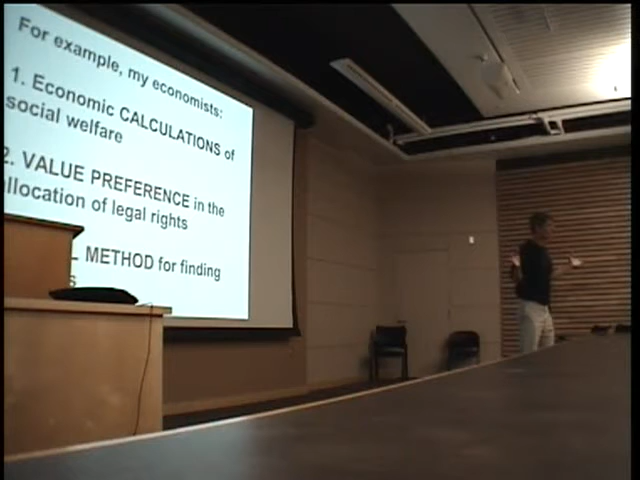 For example, my economists:
1. Economic CALCULATIONS of
social welfare
2. VALUE PREFERENCE in the
allocation of legal rights
METHOD for finding